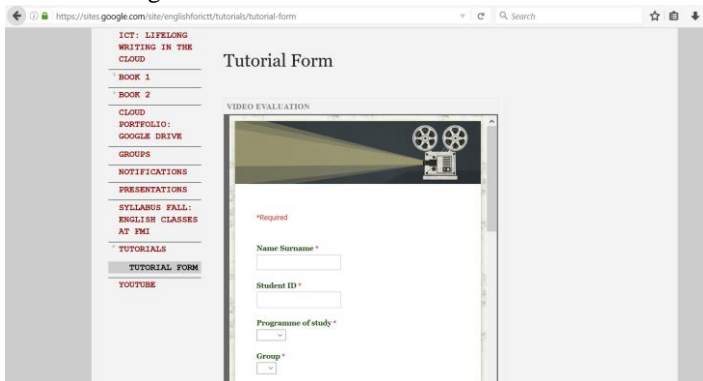 https://sites.google.com/site/englishforictt/tutorials/tutorial-form
Search
ICT: LIFELONG
WRITING IN THE
CLOUD
BOOK 1
BOOK 2
CLOUD
PORTFOLIO:
GOOGLE DRIVE
GROUPS
NOTIFICATIONS
PRESENTATIONS
SYLLABUS FALL:
ENGLISH CLASSES
AT FMI
TUTORIALS
TUTORIAL FORM
YOUTUBE
Tutorial Form
VIDEO EVALUATION
*Required
Name Surname *
Student ID *
Programme of study *
Group *